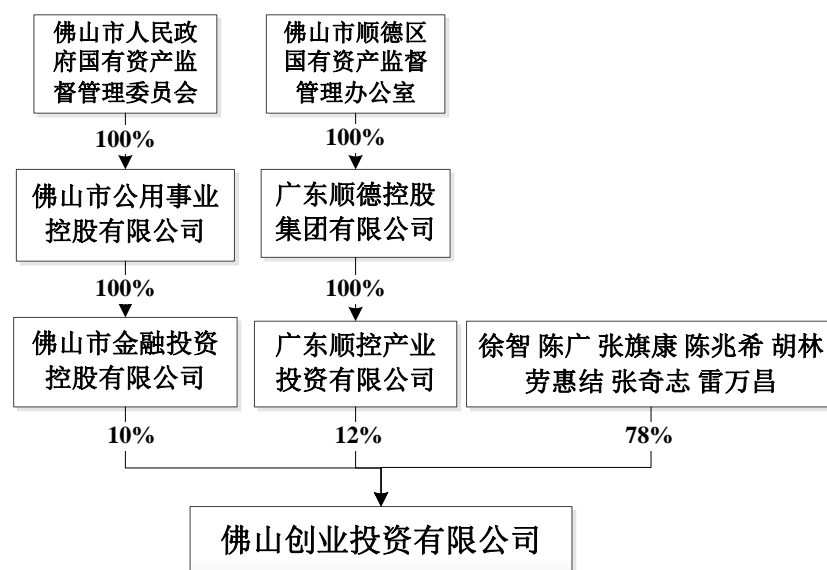 佛山市人民政
府国有资产监
督管理委员会
佛山市顺德区
国有资产监督
管理办公室
100%
100%
佛山市公用事业
控股有限公司
广东顺德控股
集团有限公司
100%
100%
佛山市金融投资
控股有限公司
广东顺控产业
投资有限公司
徐智 陈广 张旗康 陈兆希 胡林
劳惠结 张奇志 雷万昌
10%
12%
78%
佛山创业投资有限公司